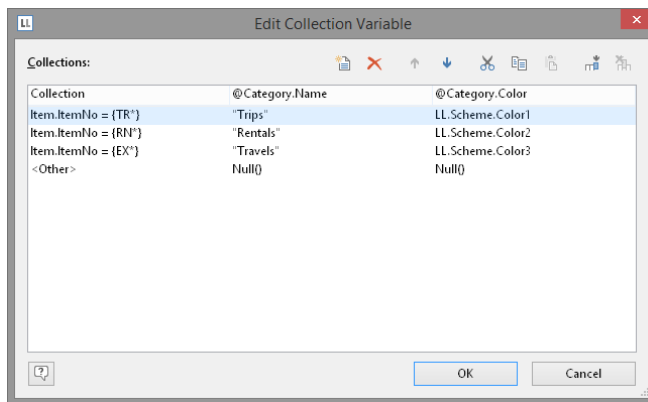 LL
Edit Collection Variable
Collections:
Collection @Category.Name @Category.Color
Item.ItemNo = {TR*} "Trips" LL.Scheme.Color1
Item.ItemNo = {RN*} "Rentals" LL.Scheme.Color2
Item.ItemNo = {EX*} "Travels" LL.Scheme.Color3
<Other> Null() Null()
OK Cancel